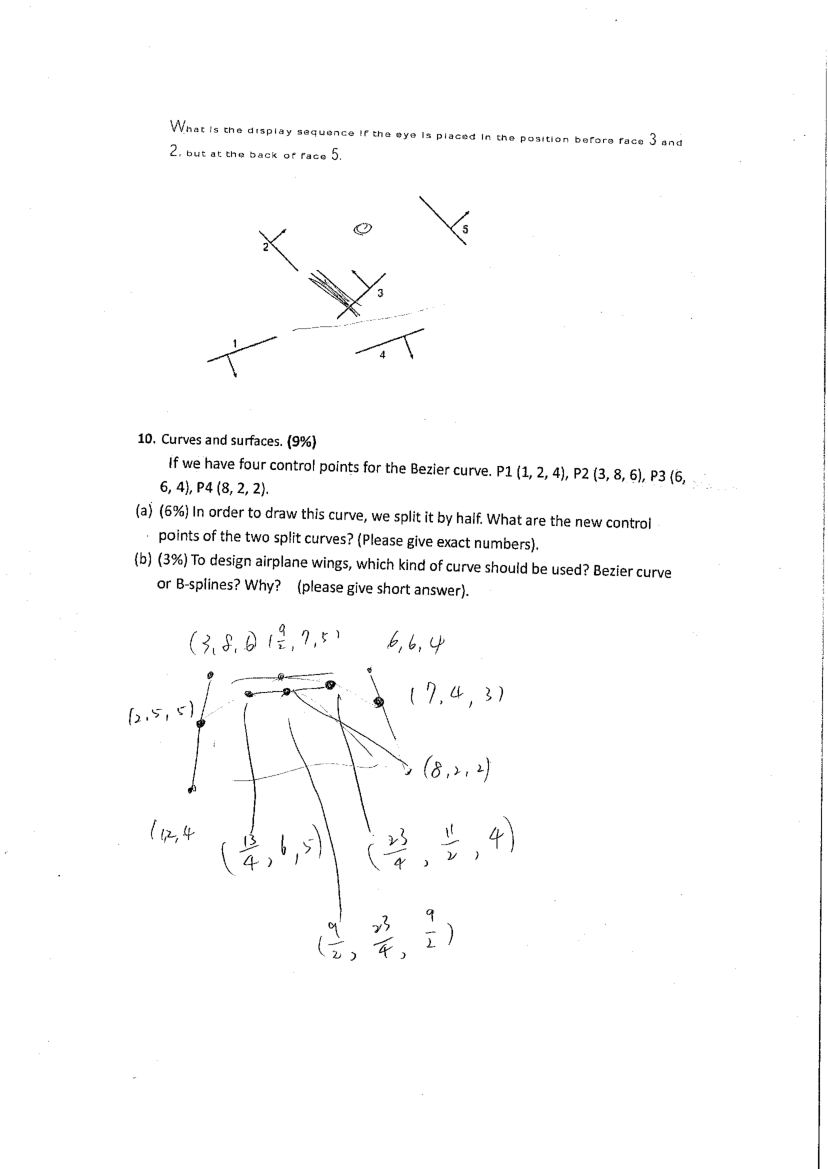 What is the display sequence if the eye is placed in the position before face 3 and
2, but at the back of face 5.
5
2
3
1
4
10. Curves and surfaces. (9%)
If we have four control points for the Bezier curve. P1 (1, 2, 4), P2 (3, 8, 6), P3 (6,
6, 4), P4 (8, 2, 2).
(a) (6%) In order to draw this curve, we split it by half. What are the new control
points of the two split curves? (Please give exact numbers).
(b) (3%) To design airplane wings, which kind of curve should be used? Bezier curve
or B-splines? Why? (please give short answer).
(3,8,6) (9/2,7,5) 6,6,4
(2,5,5) (7,4,3)
(8,2,2)
(1,2,4 (13/4,6,5) (23/4, 11/2, 4)
(9/2, 23/4, 9/2)